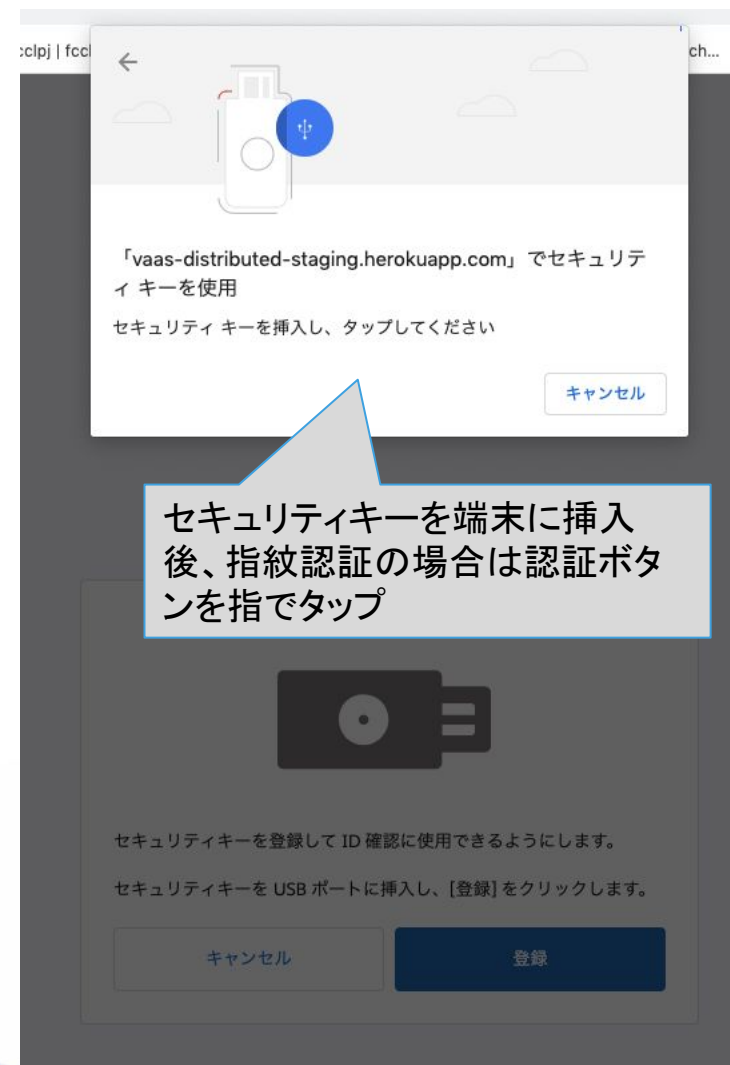 :clpj | fccl
ch...
「vaas-distributed-staging.herokuapp.com」でセキュリテ
ィ キーを使用
セキュリティ キーを挿入し、タップしてください
キャンセル
セキュリティキーを端末に挿入
後、指紋認証の場合は認証ボタ
ンを指でタップ
セキュリティキーを登録して ID 確認に使用できるようにします。
セキュリティキーを USB ポートに挿入し、[登録] をクリックします。
キャンセル
登録